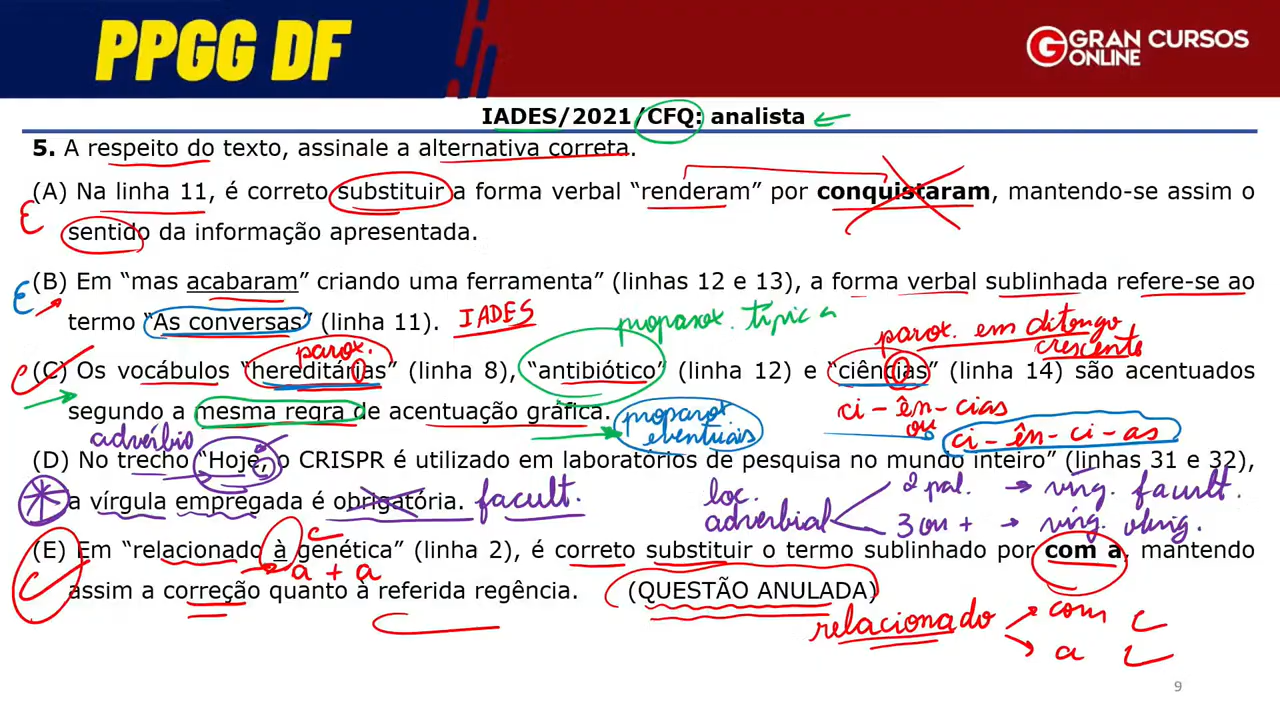 PPGG DF
GRAN CURSOS
ONLINE
IADES/2021/CFQ: analista
5. A respeito do texto, assinale a alternativa correta.
(A) Na linha 11, é correto substituir a forma verbal “renderam” por conquistaram, mantendo-se assim o
E
sentido da informação apresentada.
(B) Em “mas acabaram” criando uma ferramenta” (linhas 12 e 13), a forma verbal sublinhada refere-se ao
E
termo “As conversas” (linha 11). IADES
proparox. típica
parox. em ditongo
crescente
parox.
(C) Os vocábulos “hereditárias” (linha 8), “antibiótico” (linha 12) e “ciências” (linha 14) são acentuados
C
segundo a mesma regra de acentuação gráfica.
proparox
eventuais
ci - ên - cias
ou
ci - ên - ci - as
advérbio
(D) No trecho “Hoje, o CRISPR é utilizado em laboratórios de pesquisa no mundo inteiro” (linhas 31 e 32),
a vírgula empregada é obrigatória. facult.
loc.
adverbial
2 pal. → vírg. facult.
3 ou + → vírg. obrig.
(E) Em “relacionado à genética” (linha 2), é correto substituir o termo sublinhado por com a, mantendo
C
a + a
C
assim a correção quanto à referida regência. (QUESTÃO ANULADA)
relacionado
com C
a C
9